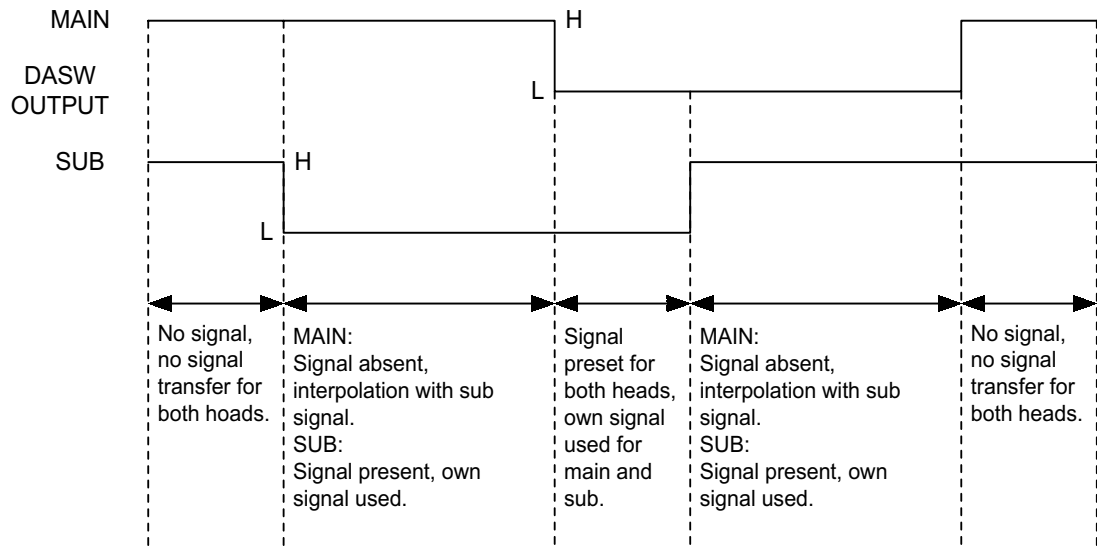 MAIN
H
DASW
OUTPUT
L
SUB
H
L
No signal,
no signal
transfer for
both hoads.
MAIN:
Signal absent,
interpolation with sub
signal.
SUB:
Signal present, own
signal used.
Signal
preset for
both heads,
own signal
used for
main and
sub.
MAIN:
Signal absent,
interpolation with sub
signal.
SUB:
Signal present, own
signal used.
No signal,
no signal
transfer for
both heads.